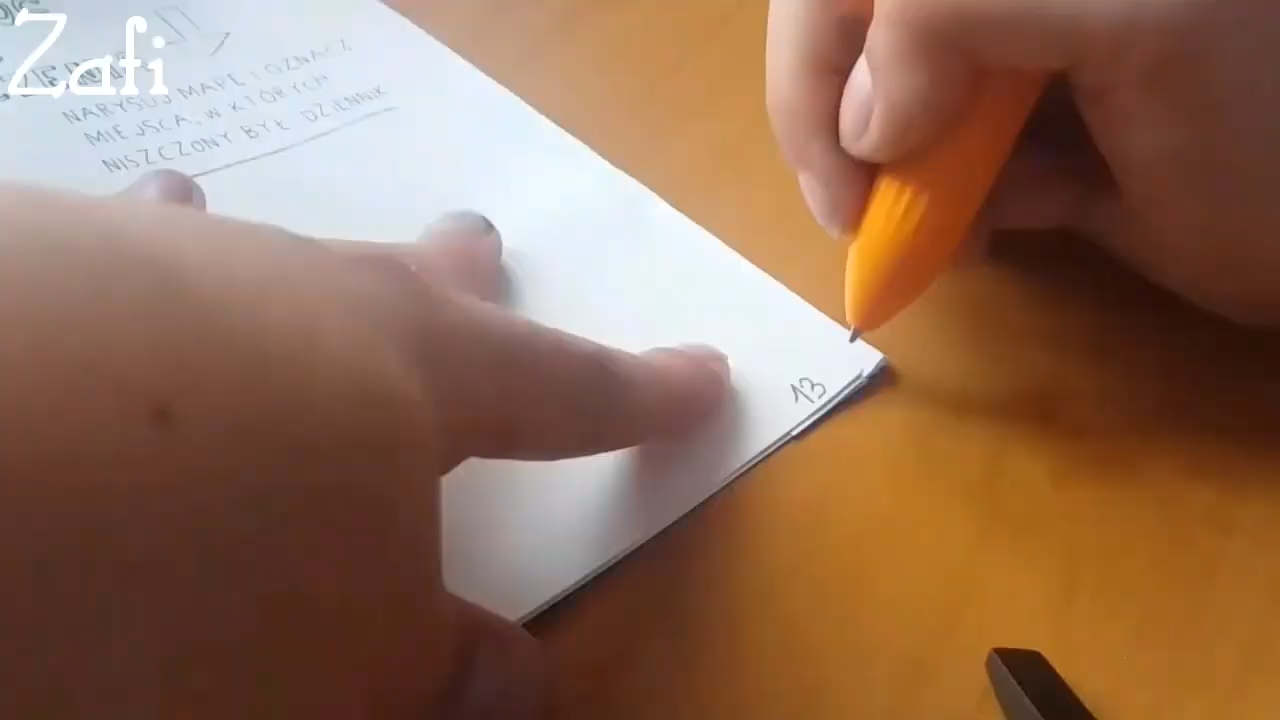 Zafi
NARYSUJ MAPĘ I OZNACZ
MIEJSCA, W KTÓRYCH
NISZCZONY BYŁ DZIENNIK
13